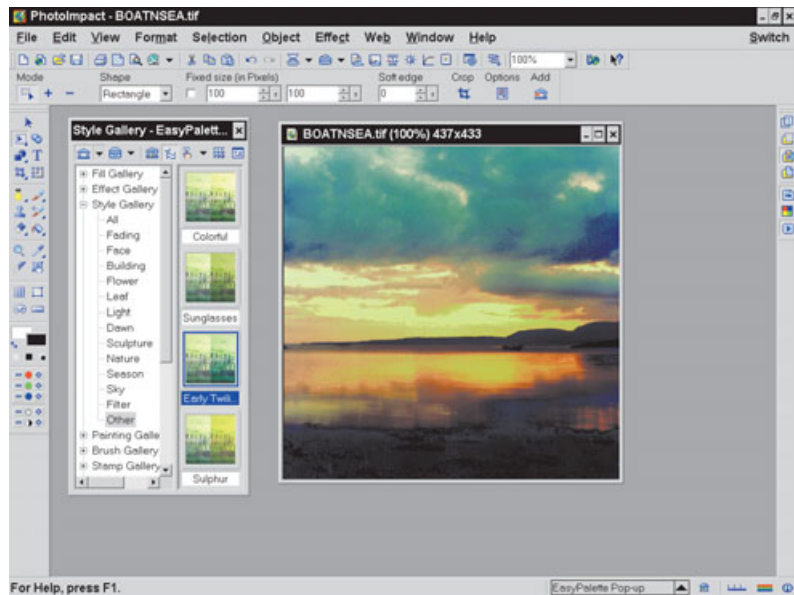 PhotoImpact - BOATNSEA.tif
File Edit View Format Selection Object Effect Web Window Help Switch
100%
Mode Shape Fixed size (in Pixels) Soft edge Crop Options Add
Rectangle 100 100 0
Style Gallery - EasyPalett...
BOATNSEA.tif (100%) 437x433
Fill Gallery
Effect Gallery
Style Gallery
All
Fading
Face
Building
Flower
Leaf
Light
Dawn
Sculpture
Nature
Season
Sky
Filter
Other
Painting Galle
Brush Gallery
Stamp Gallery
Colorful
Sunglasses
Early Twili...
Sulphur
For Help, press F1.
EasyPalette Pop-up